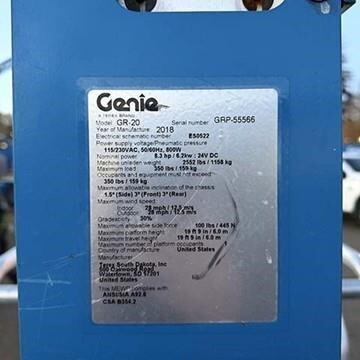 Genie
A TEREX BRAND
Model: GR-20 Serial number: GRP-55566
Year of Manufacture: 2018
Electrical schematic number: ES0522
Power supply voltage/Pneumatic pressure
115/230VAC, 50/60Hz, 800W
Nominal power 8.3 hp / 6.2kw : 24V DC
Machine unladen weight 2552 lbs / 1158 kg
Maximum load
350 lbs / 159 kg
Occupants and equipment must not exceed
350 lbs / 159 kg
Maximum allowable inclination of the chassis
1.5° (Side) 3° (Front) 3° (Rear)
Maximum wind speed
Indoor 28 mph / 12.5 m/s
Outdoor 28 mph / 12.5 m/s
Gradeability 30%
Maximum allowable side force 100 lbs / 445 N
Maximum platform height 19 ft 9 in / 6.0 m
Maximum travel height 19 ft 9 in / 6.0 m
Maximum number of platform occupants 1
Country of manufacture: United States
Manufacturer:
Terex South Dakota, Inc
500 Oakwood Road
Watertown, SD 57201
United States
This MEWP complies with:
ANSI/SIA A92.6
CSA B354.2